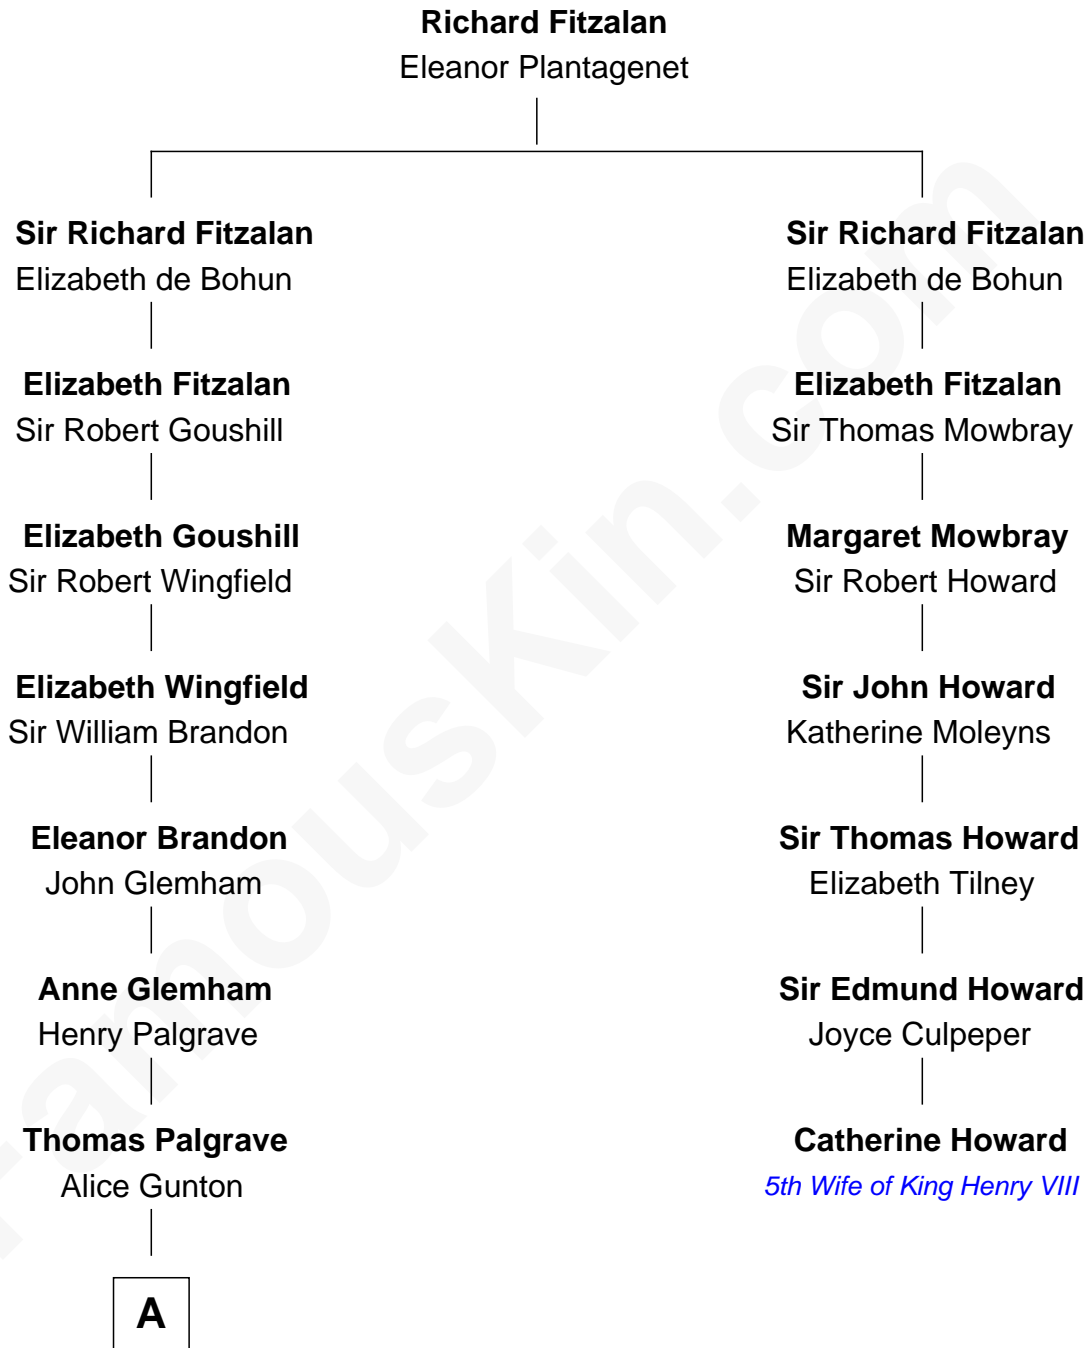 Richard Fitzalan
Eleanor Plantagenet
Sir Richard Fitzalan
Elizabeth de Bohun
Sir Richard Fitzalan
Elizabeth de Bohun
Elizabeth Fitzalan
Sir Robert Goushill
Elizabeth Fitzalan
Sir Thomas Mowbray
Elizabeth Goushill
Sir Robert Wingfield
Margaret Mowbray
Sir Robert Howard
Elizabeth Wingfield
Sir William Brandon
Sir John Howard
Katherine Moleyns
Eleanor Brandon
John Glemham
Sir Thomas Howard
Elizabeth Tilney
Anne Glemham
Henry Palgrave
Sir Edmund Howard
Joyce Culpeper
Thomas Palgrave
Alice Gunton
Catherine Howard
5th Wife of King Henry VIII
A
FamousKin.com